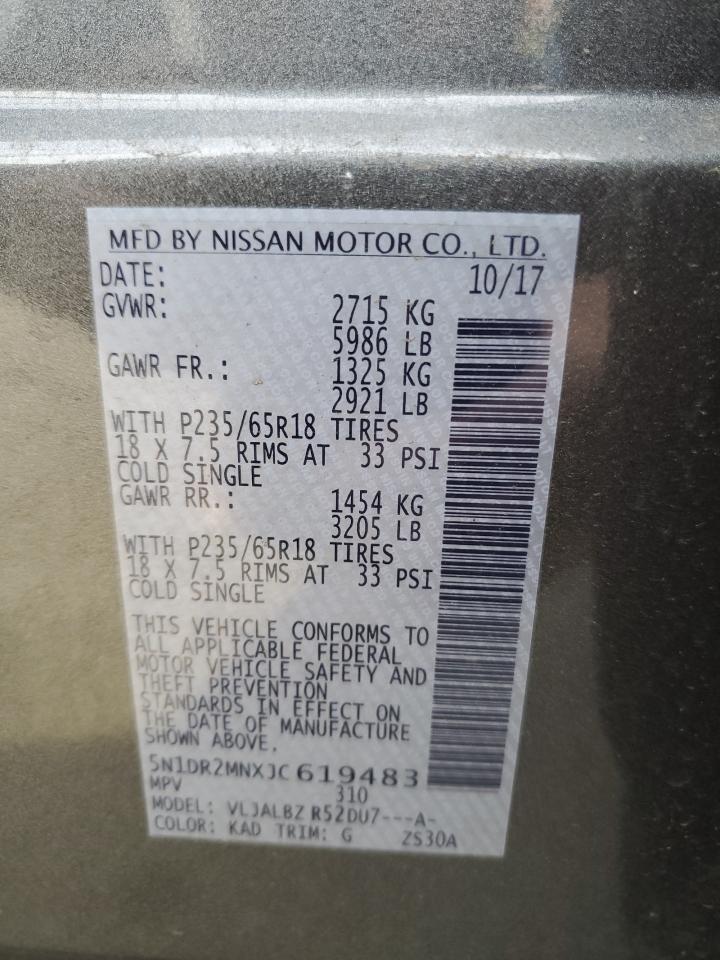 MFD BY NISSAN MOTOR CO., LTD.
DATE: 10/17
GVWR: 2715 KG
5986 LB
GAWR FR.: 1325 KG
2921 LB
WITH P235/65R18 TIRES
18 X 7.5 RIMS AT 33 PSI
COLD SINGLE
GAWR RR.: 1454 KG
3205 LB
WITH P235/65R18 TIRES
18 X 7.5 RIMS AT 33 PSI
COLD SINGLE
THIS VEHICLE CONFORMS TO
ALL APPLICABLE FEDERAL
MOTOR VEHICLE SAFETY AND
THEFT PREVENTION
STANDARDS IN EFFECT ON
THE DATE OF MANUFACTURE
SHOWN ABOVE.
5N1DR2MNXJC619483
MPV 310
MODEL: VLJALBZ R52DU7---A-
COLOR: KAD TRIM: G ZS30A